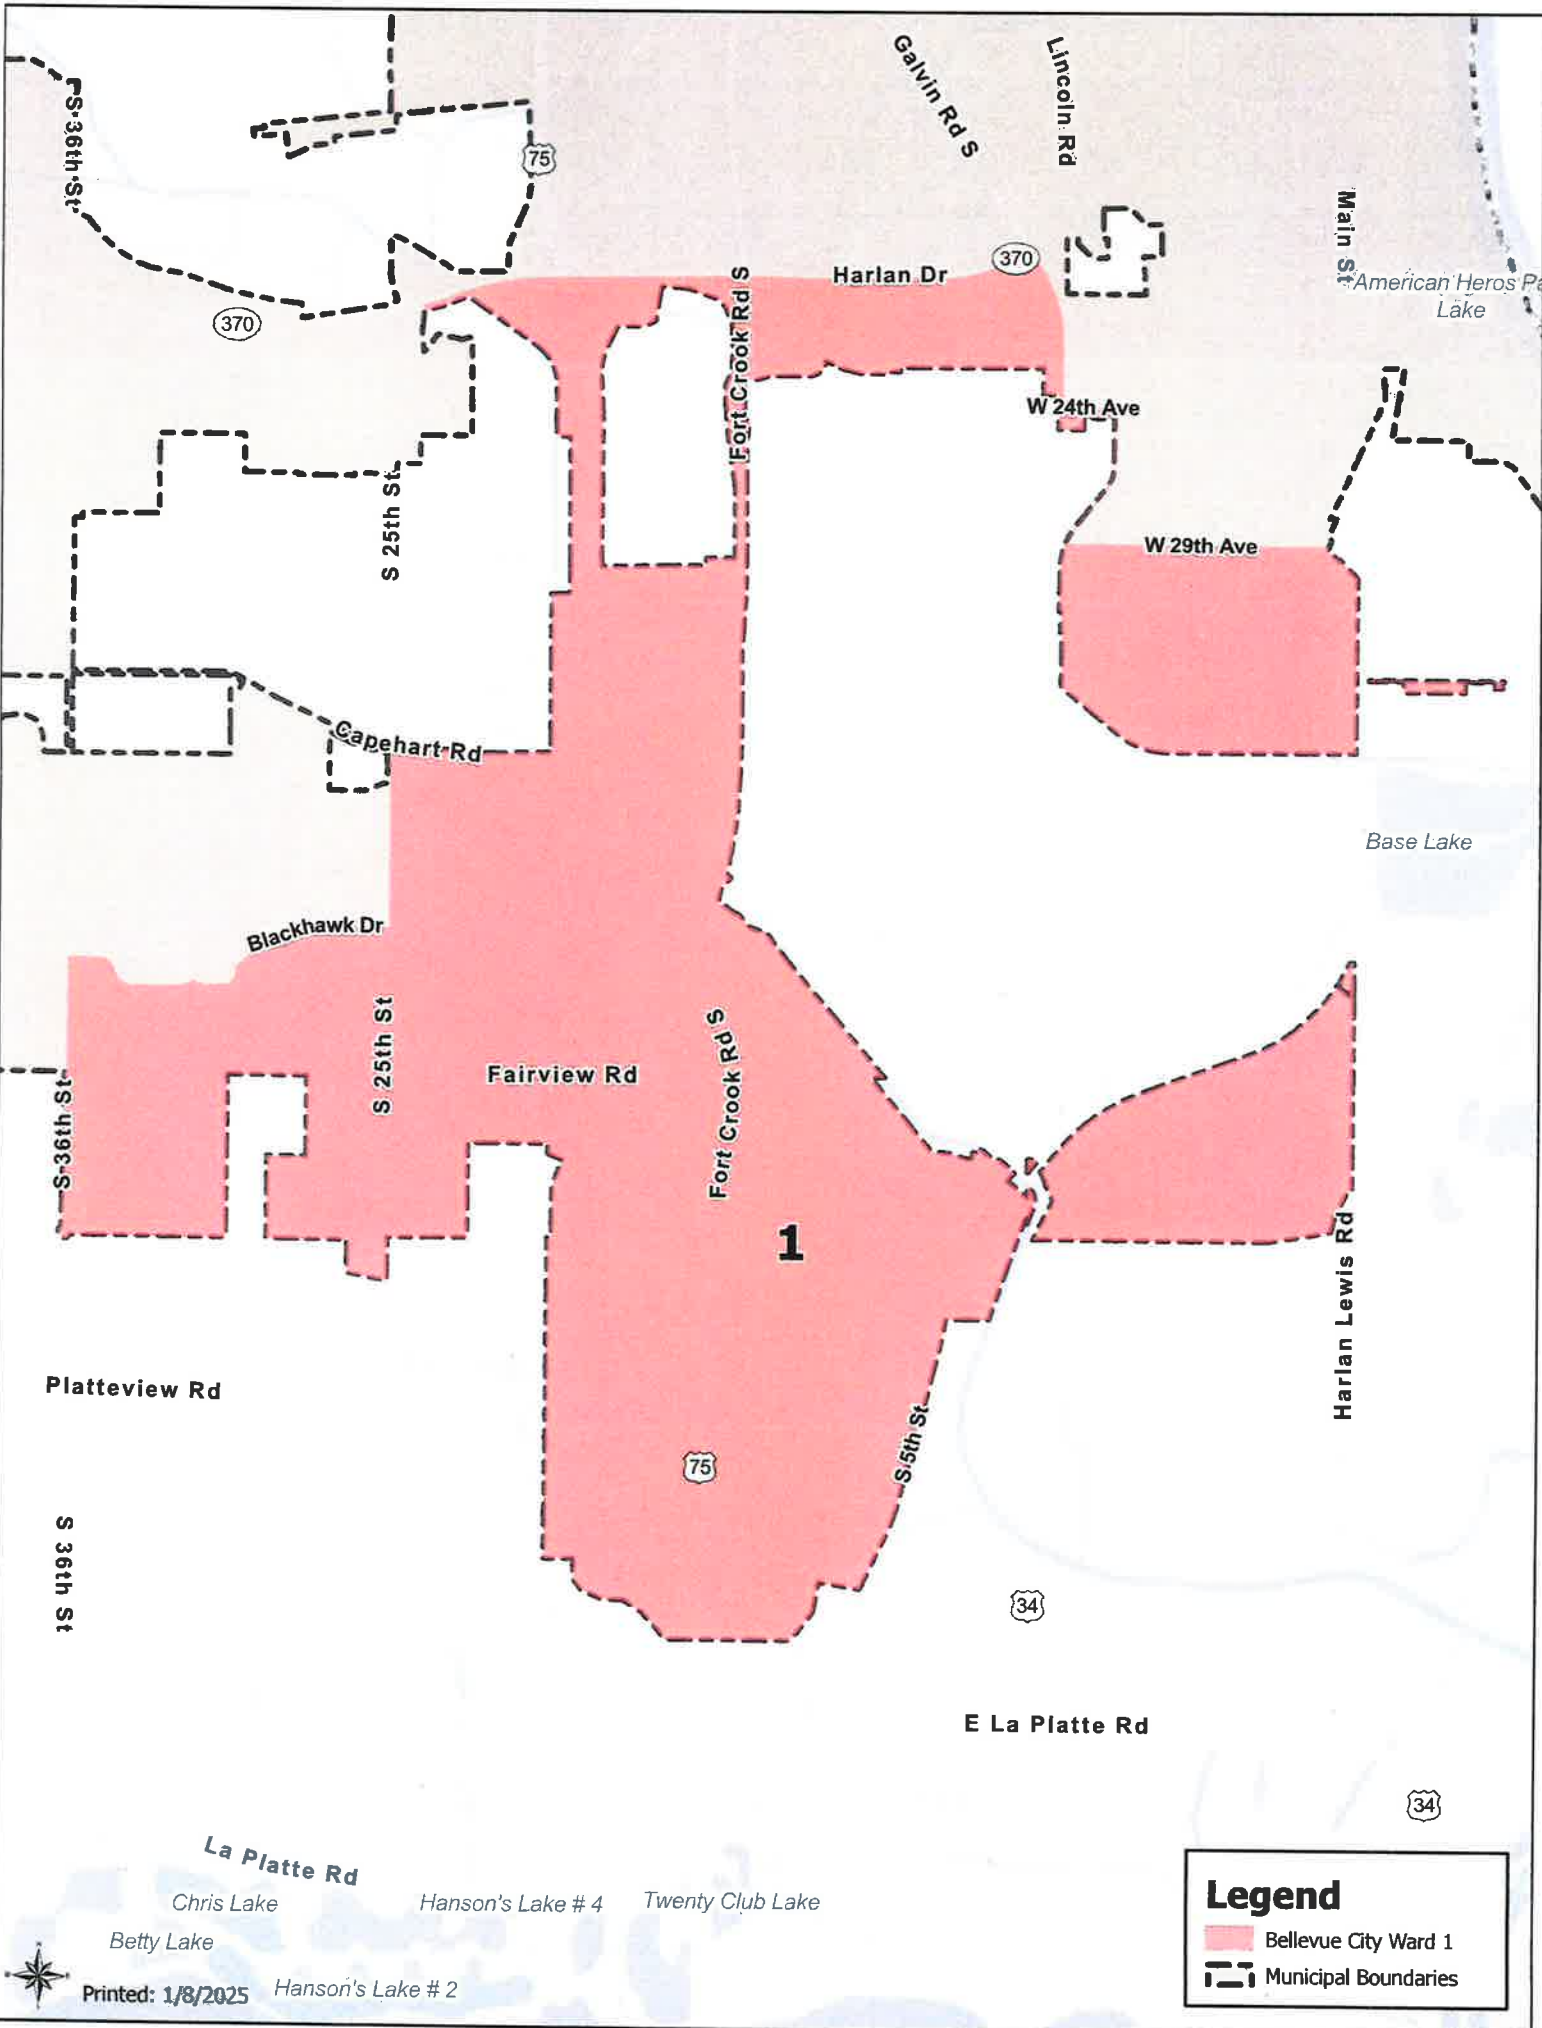 Galvin Rd S
Lincoln Rd
S 36th St
75
Main St
370
Harlan Dr
American Heros Pa
Lake
370
Fort Crook Rd S
W 24th Ave
S 25th St
W 29th Ave
Capehart Rd
Base Lake
Blackhawk Dr
S 25th St
Fairview Rd
Fort Crook Rd S
S 36th St
1
Harlan Lewis Rd
Platteview Rd
S 5th St
75
S 36th St
34
E La Platte Rd
34
La Platte Rd
Chris Lake
Hanson's Lake # 4
Twenty Club Lake
Betty Lake
Hanson's Lake # 2
Printed: 1/8/2025
Legend
Bellevue City Ward 1
Municipal Boundaries